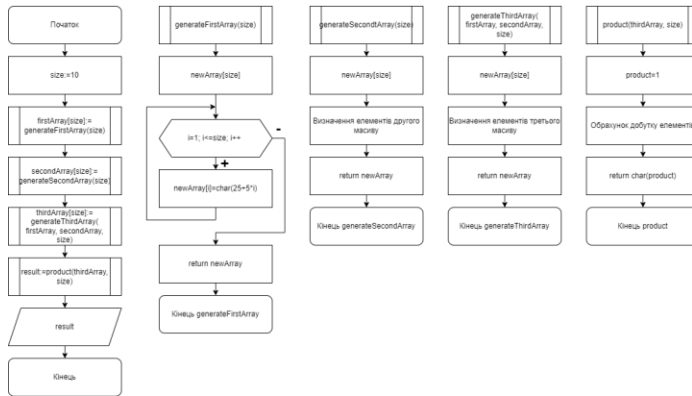 Початок
size:=10
firstArray[size]:=
generateFirstArray(size)
secondArray[size]:=
generateSecondArray(size)
thirdArray[size]:=
generateThirdArray(
firstArray, secondArray,
size)
result:=product(thirdArray,
size)
result
Кінець
generateFirstArray(size)
newArray[size]
i=1; i<=size; i++
-
+
newArray[i]=char(25+5*i)
return newArray
Кінець generateFirstArray
generateSecondtArray(size)
newArray[size]
Визначення елементів другого
масиву
return newArray
Кінець generateSecondArray
generateThirdArray(
firstArray, secondArray,
size)
newArray[size]
Визначення елементів третього
масиву
return newArray
Кінець generateThirdArray
product(thirdArray, size)
product=1
Обрахунок добутку елементів
return char(product)
Кінець product